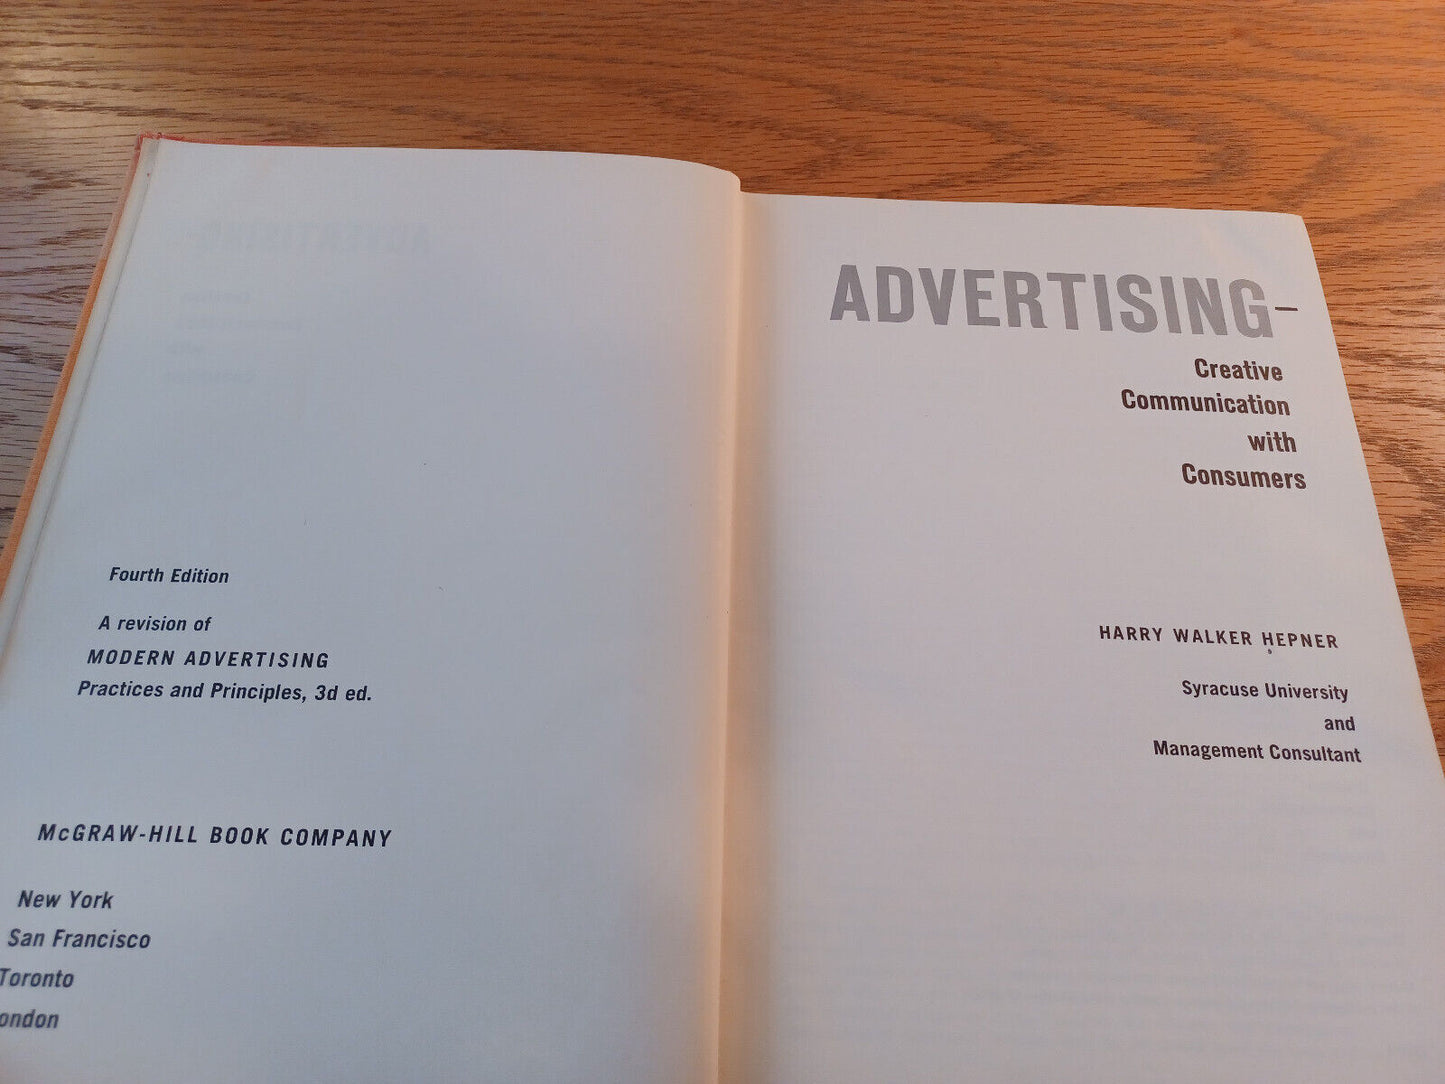 Fourth Edition
A revision of
MODERN ADVERTISING
Practices and Principles, 3d ed.
McGRAW-HILL BOOK COMPANY
New York
San Francisco
Toronto
ondon
ADVERTISING–
Creative
Communication
with
Consumers
HARRY WALKER HEPNER
Syracuse University
and
Management Consultant